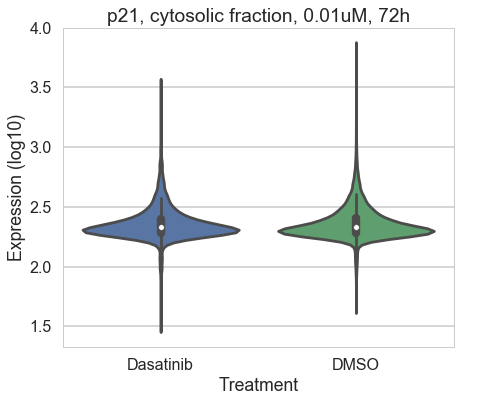 p21, cytosolic fraction, 0.01uM, 72h
4.0
3.5
3.0
2.5
2.0
1.5
Expression (log10)
Dasatinib
DMSO
Treatment